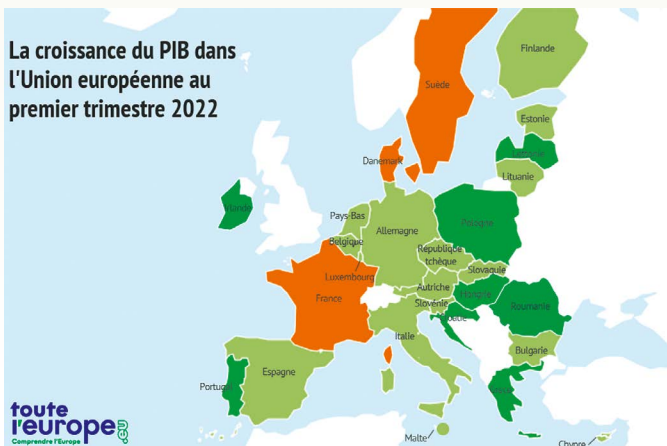 La croissance du PIB dans
l'Union européenne au
premier trimestre 2022
Finlande
Suède
Estonie
Danemark
Lettonie
Lituanie
Irlande
Pays-Bas
Pologne
Allemagne
Belgique
République
tchèque
Luxembourg
Slovaquie
Autriche
Hongrie
France
Slovénie
Roumanie
Croatie
Italie
Bulgarie
Espagne
Portugal
Grèce
toute
l'europe.eu
Comprendre l'Europe
Malte
Chypre